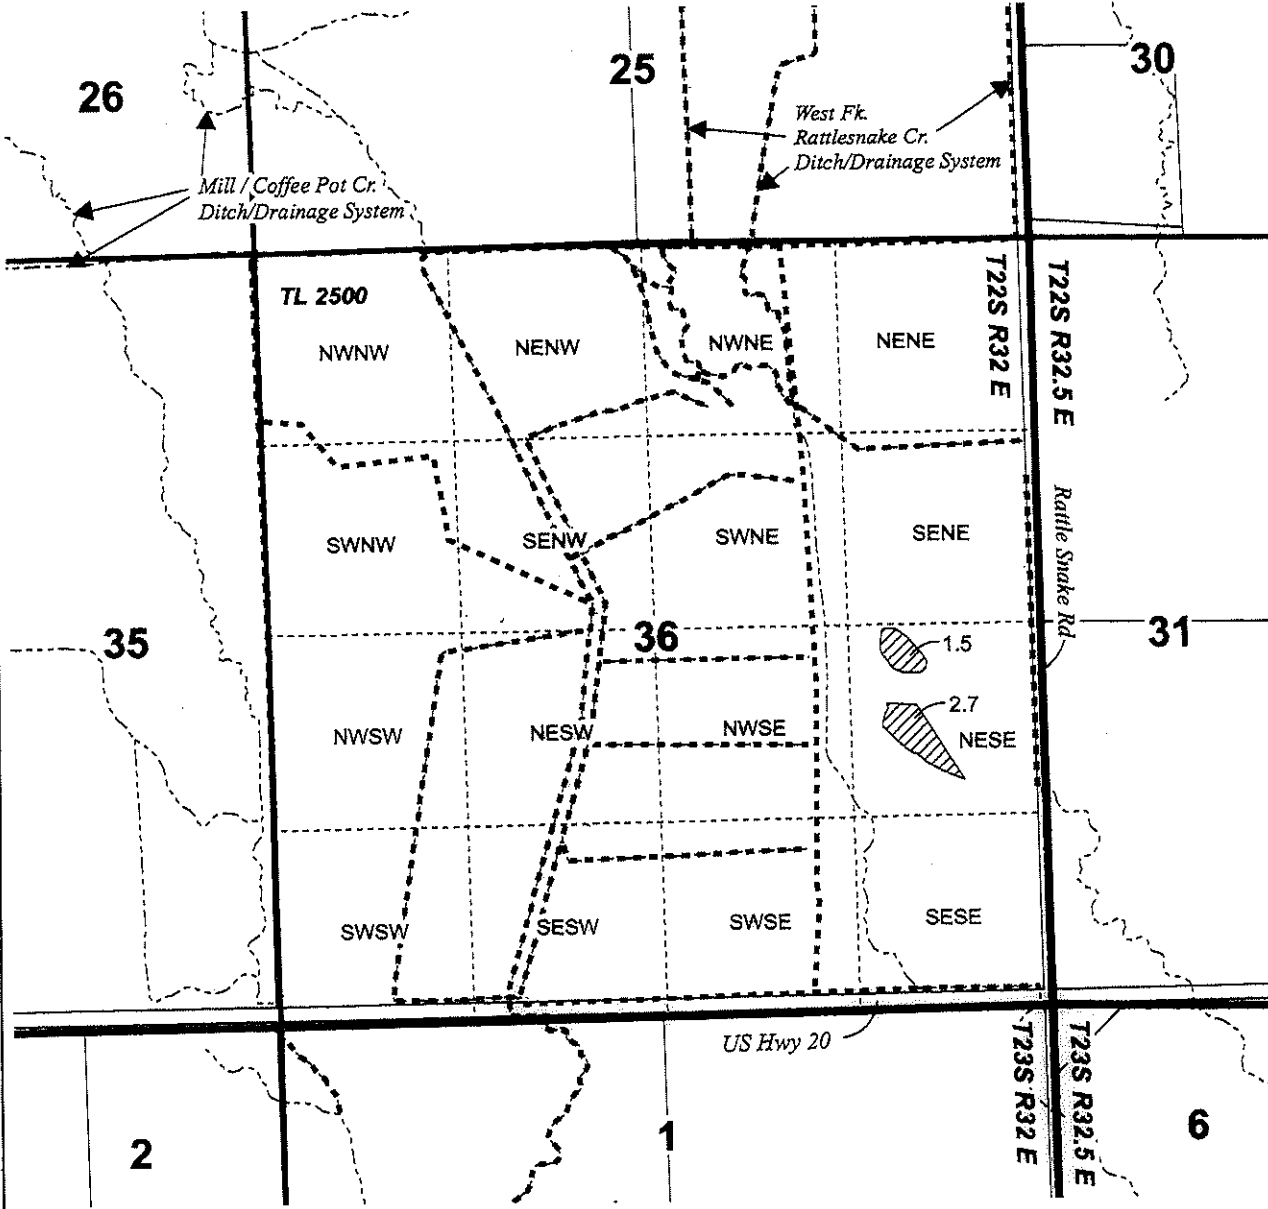 26
25
30
West Fk.
Rattlesnake Cr.
Ditch/Drainage System
Mill / Coffee Pot Cr.
Ditch/Drainage System
TL 2500
NWNW
NENW
NWNE
NENE
T22S R32 E
T22S R32.5 E
SWNW
SENW
SWNE
SENE
Rattle Snake Rd
35
36
31
1.5
2.7
NWSW
NESW
NWSE
NESE
SWSW
SESW
SWSE
SESE
US Hwy 20
T23S R32 E
T23S R32.5 E
2
1
6